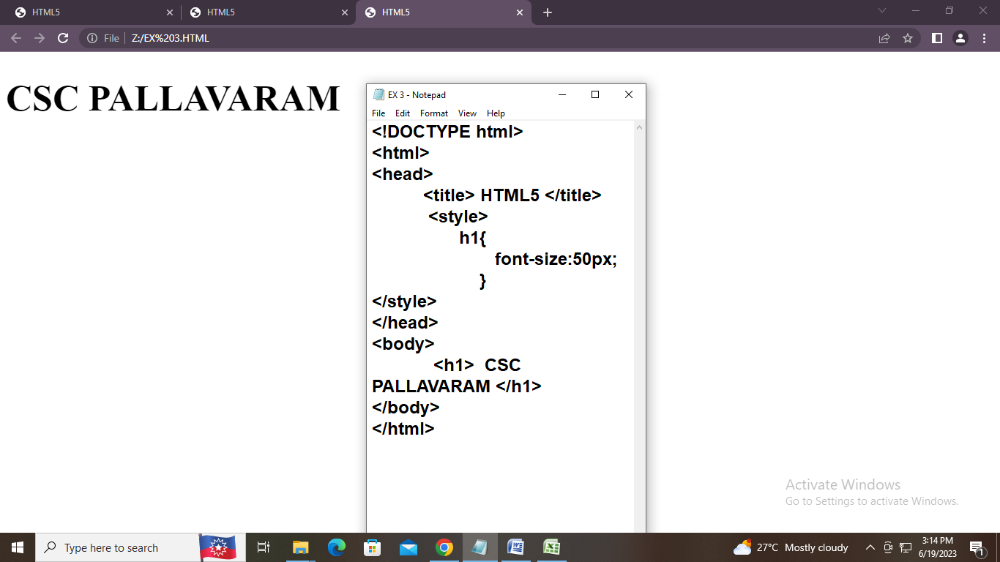 HTML5
HTML5
HTML5
File Z:/EX%203.HTML
CSC PALLAVARAM
EX 3 - Notepad
File Edit Format View Help
<!DOCTYPE html>
<html>
<head>
<title> HTML5 </title>
<style>
h1{
font-size:50px;
}
</style>
</head>
<body>
<h1> CSC
PALLAVARAM </h1>
</body>
</html>
Activate Windows
Go to Settings to activate Windows.
Type here to search
27°C Mostly cloudy
3:14 PM
6/19/2023
1